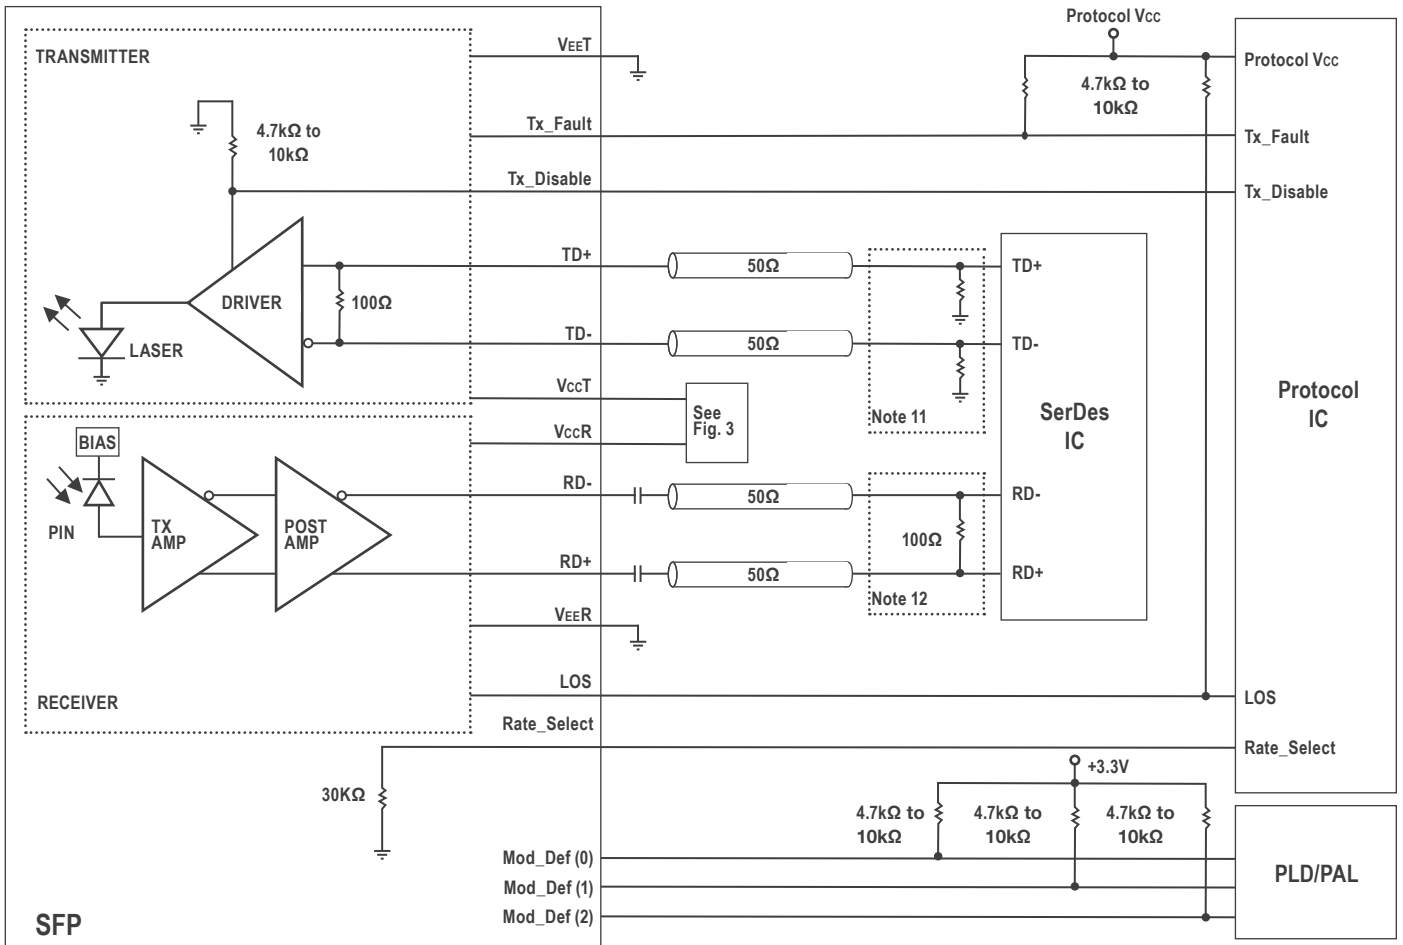 Protocol Vcc
TRANSMITTER
VEET
Protocol Vcc
4.7kΩ to
10kΩ
4.7kΩ to
10kΩ
Tx_Fault
Tx_Fault
Tx_Disable
Tx_Disable
TD+
50Ω
TD+
DRIVER
100Ω
LASER
TD-
50Ω
TD-
VccT
See
Fig. 3
Note 11
SerDes
IC
Protocol
IC
VccR
BIAS
RD-
50Ω
RD-
PIN
TX
AMP
POST
AMP
100Ω
RD+
50Ω
RD+
Note 12
VEER
LOS
LOS
RECEIVER
Rate_Select
Rate_Select
+3.3V
30KΩ
4.7kΩ to
10kΩ
4.7kΩ to
10kΩ
4.7kΩ to
10kΩ
Mod_Def (0)
Mod_Def (1)
Mod_Def (2)
PLD/PAL
SFP